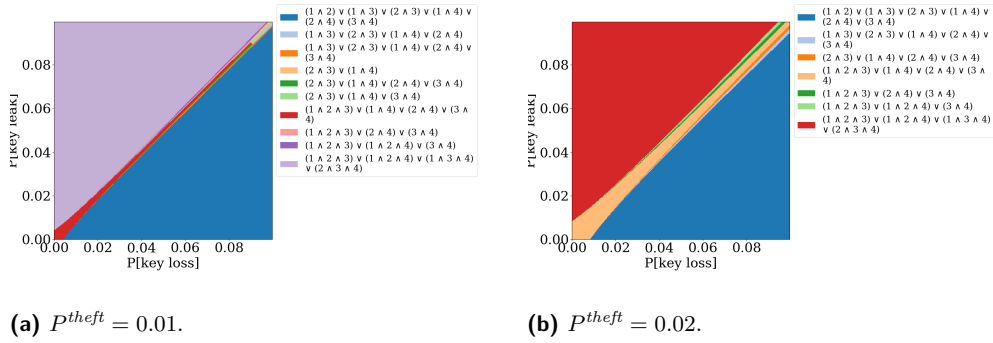 (1 ∧ 2) ∨ (1 ∧ 3) ∨ (2 ∧ 3) ∨ (1 ∧ 4) ∨
(2 ∧ 4) ∨ (3 ∧ 4)
(1 ∧ 3) ∨ (2 ∧ 3) ∨ (1 ∧ 4) ∨ (2 ∧ 4)
(1 ∧ 3) ∨ (2 ∧ 3) ∨ (1 ∧ 4) ∨ (2 ∧ 4) ∨
(3 ∧ 4)
(2 ∧ 3) ∨ (1 ∧ 4)
(2 ∧ 3) ∨ (1 ∧ 4) ∨ (2 ∧ 4) ∨ (3 ∧ 4)
(2 ∧ 3) ∨ (1 ∧ 4) ∨ (3 ∧ 4)
(1 ∧ 2 ∧ 3) ∨ (1 ∧ 4) ∨ (2 ∧ 4) ∨ (3 ∧
4)
(1 ∧ 2 ∧ 3) ∨ (2 ∧ 4) ∨ (3 ∧ 4)
(1 ∧ 2 ∧ 3) ∨ (1 ∧ 2 ∧ 4) ∨ (3 ∧ 4)
(1 ∧ 2 ∧ 3) ∨ (1 ∧ 2 ∧ 4) ∨ (1 ∧ 3 ∧ 4)
∨ (2 ∧ 3 ∧ 4)
P[key leak]
0.08
0.06
0.04
0.02
0.00
0.00 0.02 0.04 0.06 0.08
P[key loss]
(a) P^theft = 0.01.
(1 ∧ 2) ∨ (1 ∧ 3) ∨ (2 ∧ 3) ∨ (1 ∧ 4) ∨
(2 ∧ 4) ∨ (3 ∧ 4)
(1 ∧ 3) ∨ (2 ∧ 3) ∨ (1 ∧ 4) ∨ (2 ∧ 4) ∨
(3 ∧ 4)
(2 ∧ 3) ∨ (1 ∧ 4) ∨ (2 ∧ 4) ∨ (3 ∧ 4)
(1 ∧ 2 ∧ 3) ∨ (1 ∧ 4) ∨ (2 ∧ 4) ∨ (3 ∧
4)
(1 ∧ 2 ∧ 3) ∨ (2 ∧ 4) ∨ (3 ∧ 4)
(1 ∧ 2 ∧ 3) ∨ (1 ∧ 2 ∧ 4) ∨ (3 ∧ 4)
(1 ∧ 2 ∧ 3) ∨ (1 ∧ 2 ∧ 4) ∨ (1 ∧ 3 ∧ 4)
∨ (2 ∧ 3 ∧ 4)
P[key leak]
0.08
0.06
0.04
0.02
0.00
0.00 0.02 0.04 0.06 0.08
P[key loss]
(b) P^theft = 0.02.